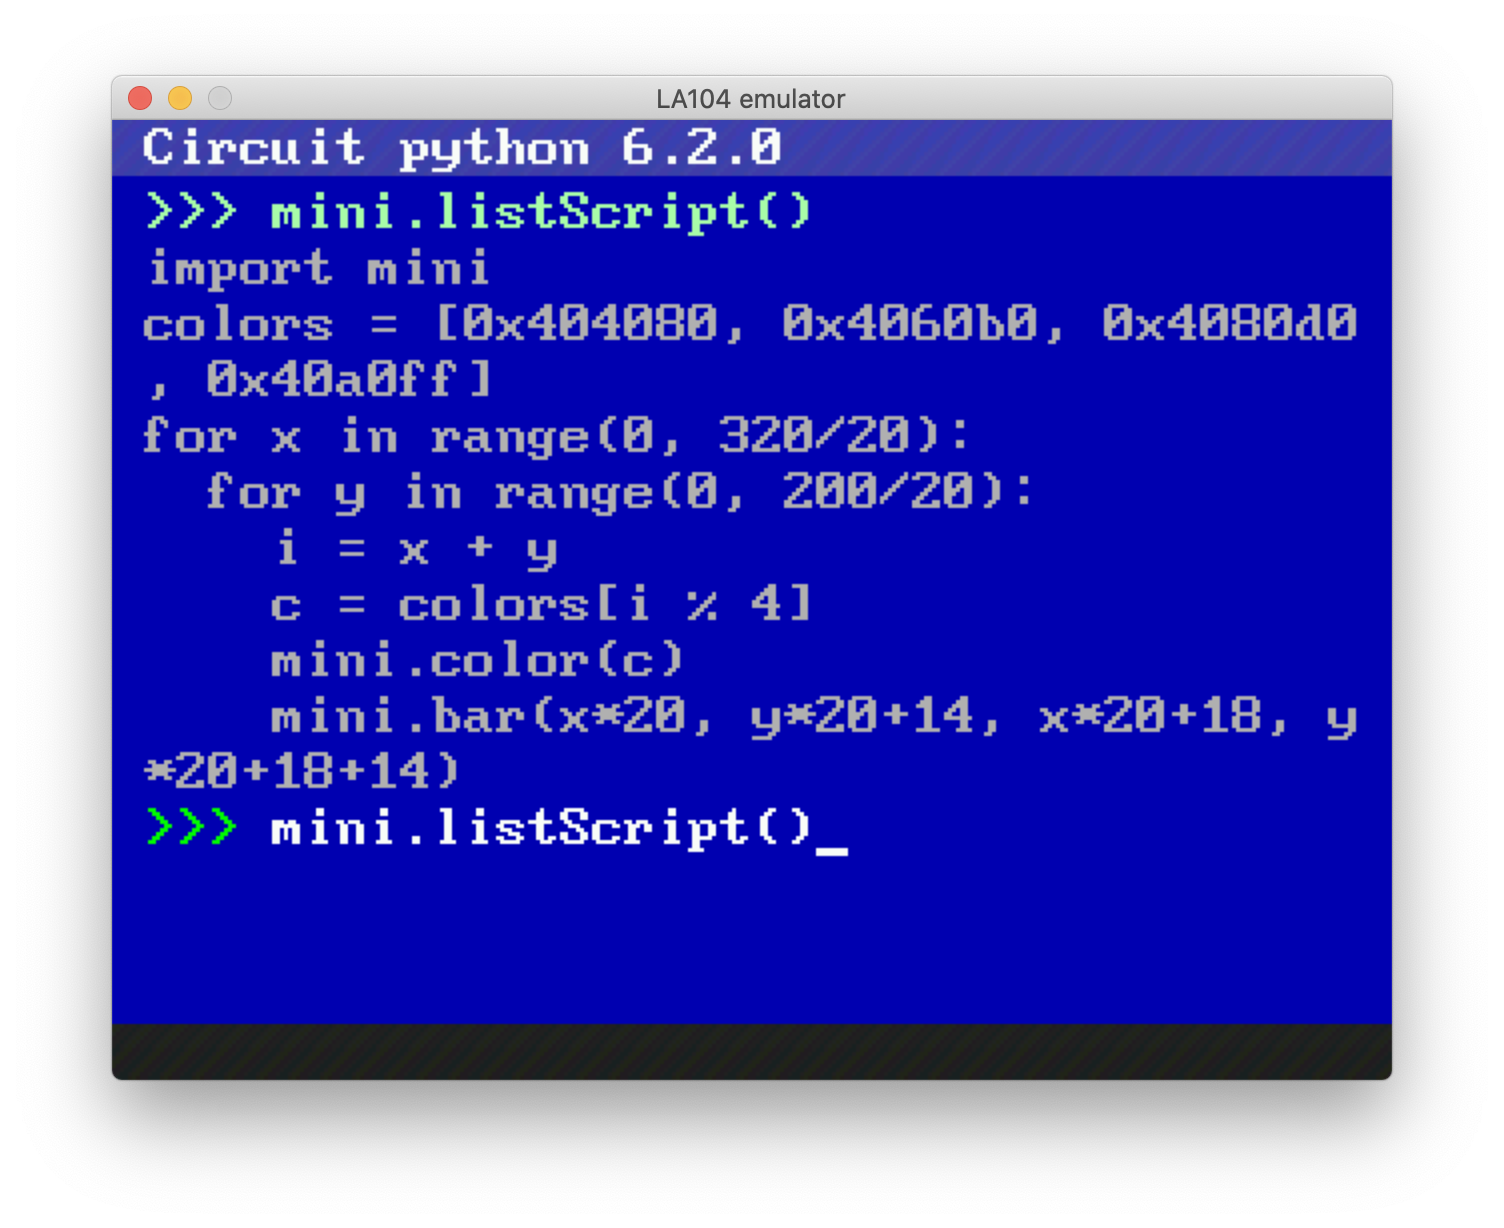 LA104 emulator
Circuit python 6.2.0
>>> mini.listScript()
import mini
colors = [0x404080, 0x4060b0, 0x4080d0
, 0x40a0ff]
for x in range(0, 320/20):
  for y in range(0, 200/20):
    i = x + y
    c = colors[i % 4]
    mini.color(c)
    mini.bar(x*20, y*20+14, x*20+18, y
*20+18+14)
>>> mini.listScript()_